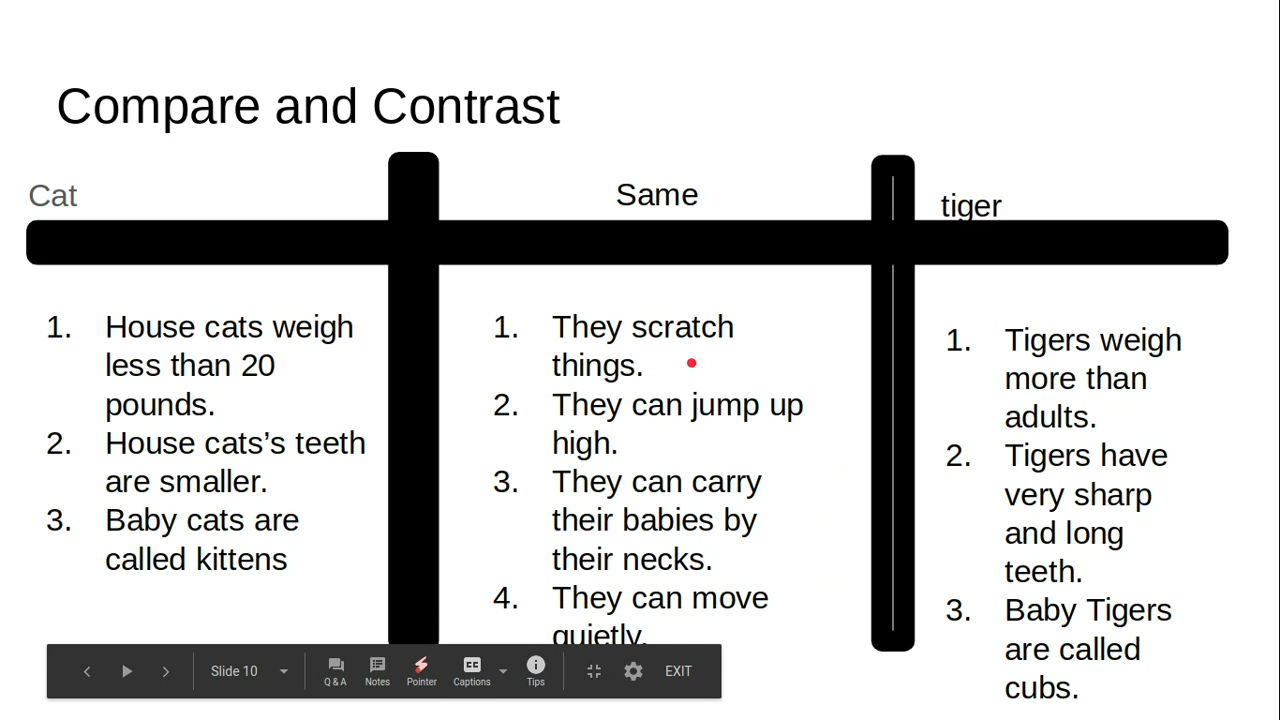 Compare and Contrast
Cat
Same
tiger
1. House cats weigh
less than 20
pounds.
2. House cats’s teeth
are smaller.
3. Baby cats are
called kittens
1. They scratch
things.
2. They can jump up
high.
3. They can carry
their babies by
their necks.
4. They can move
quietly.
1. Tigers weigh
more than
adults.
2. Tigers have
very sharp
and long
teeth.
3. Baby Tigers
are called
cubs.
Slide 10
Q & A
Notes
Pointer
CC
Captions
Tips
EXIT